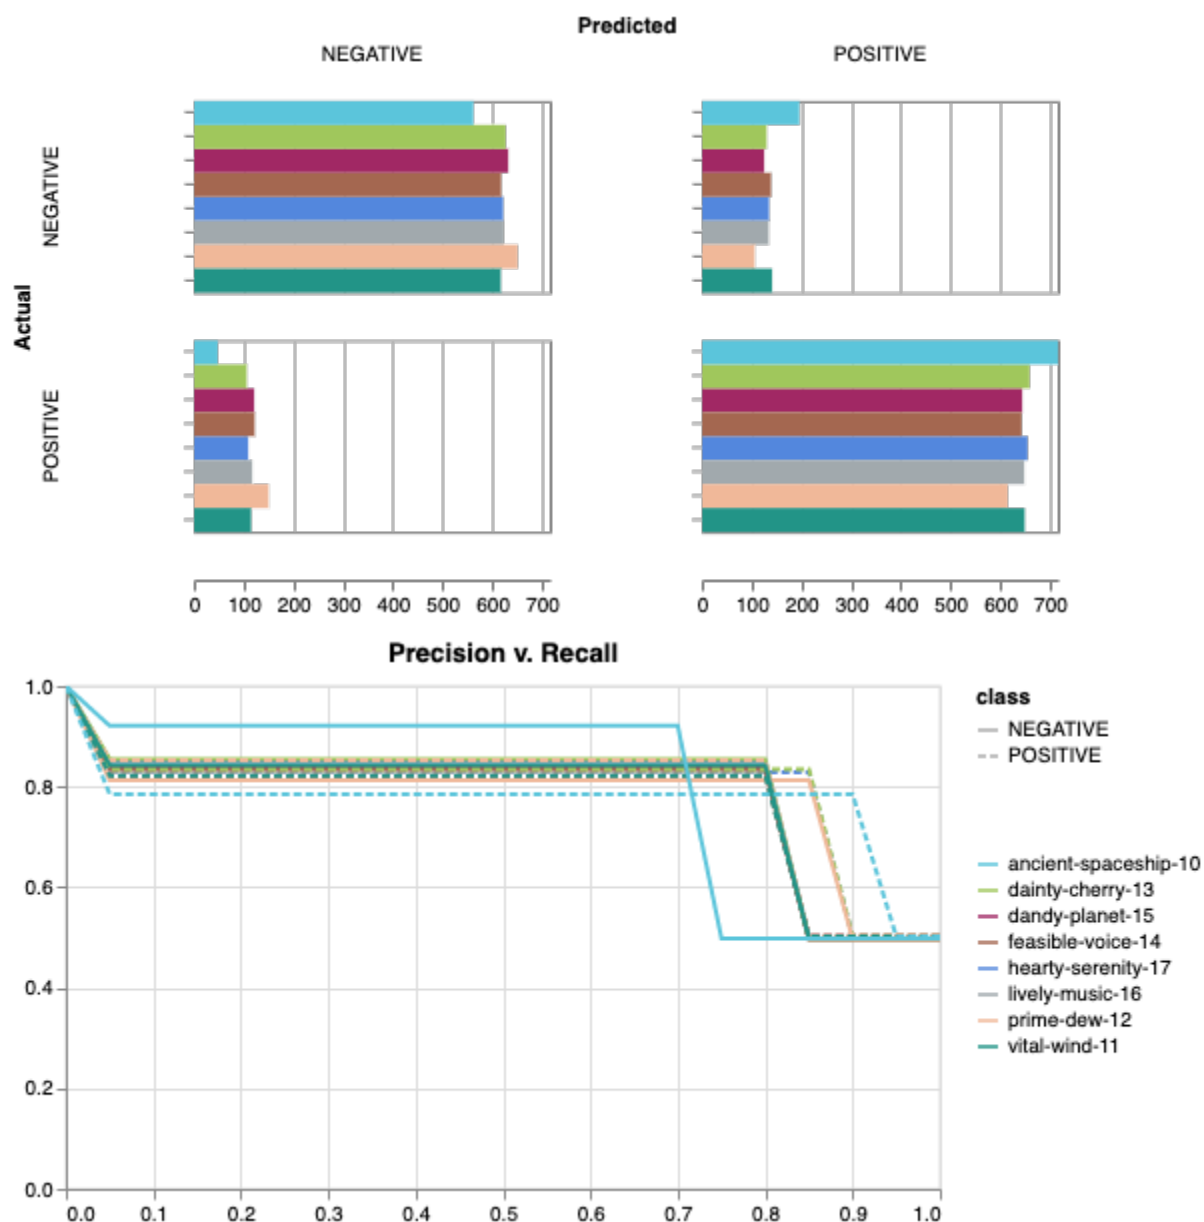 Predicted
NEGATIVE POSITIVE
Actual
NEGATIVE
POSITIVE
0 100 200 300 400 500 600 700 0 100 200 300 400 500 600 700
Precision v. Recall
1.0
0.8
0.6
0.4
0.2
0.0
0.0 0.1 0.2 0.3 0.4 0.5 0.6 0.7 0.8 0.9 1.0
class
NEGATIVE
POSITIVE
ancient-spaceship-10
dainty-cherry-13
dandy-planet-15
feasible-voice-14
hearty-serenity-17
lively-music-16
prime-dew-12
vital-wind-11